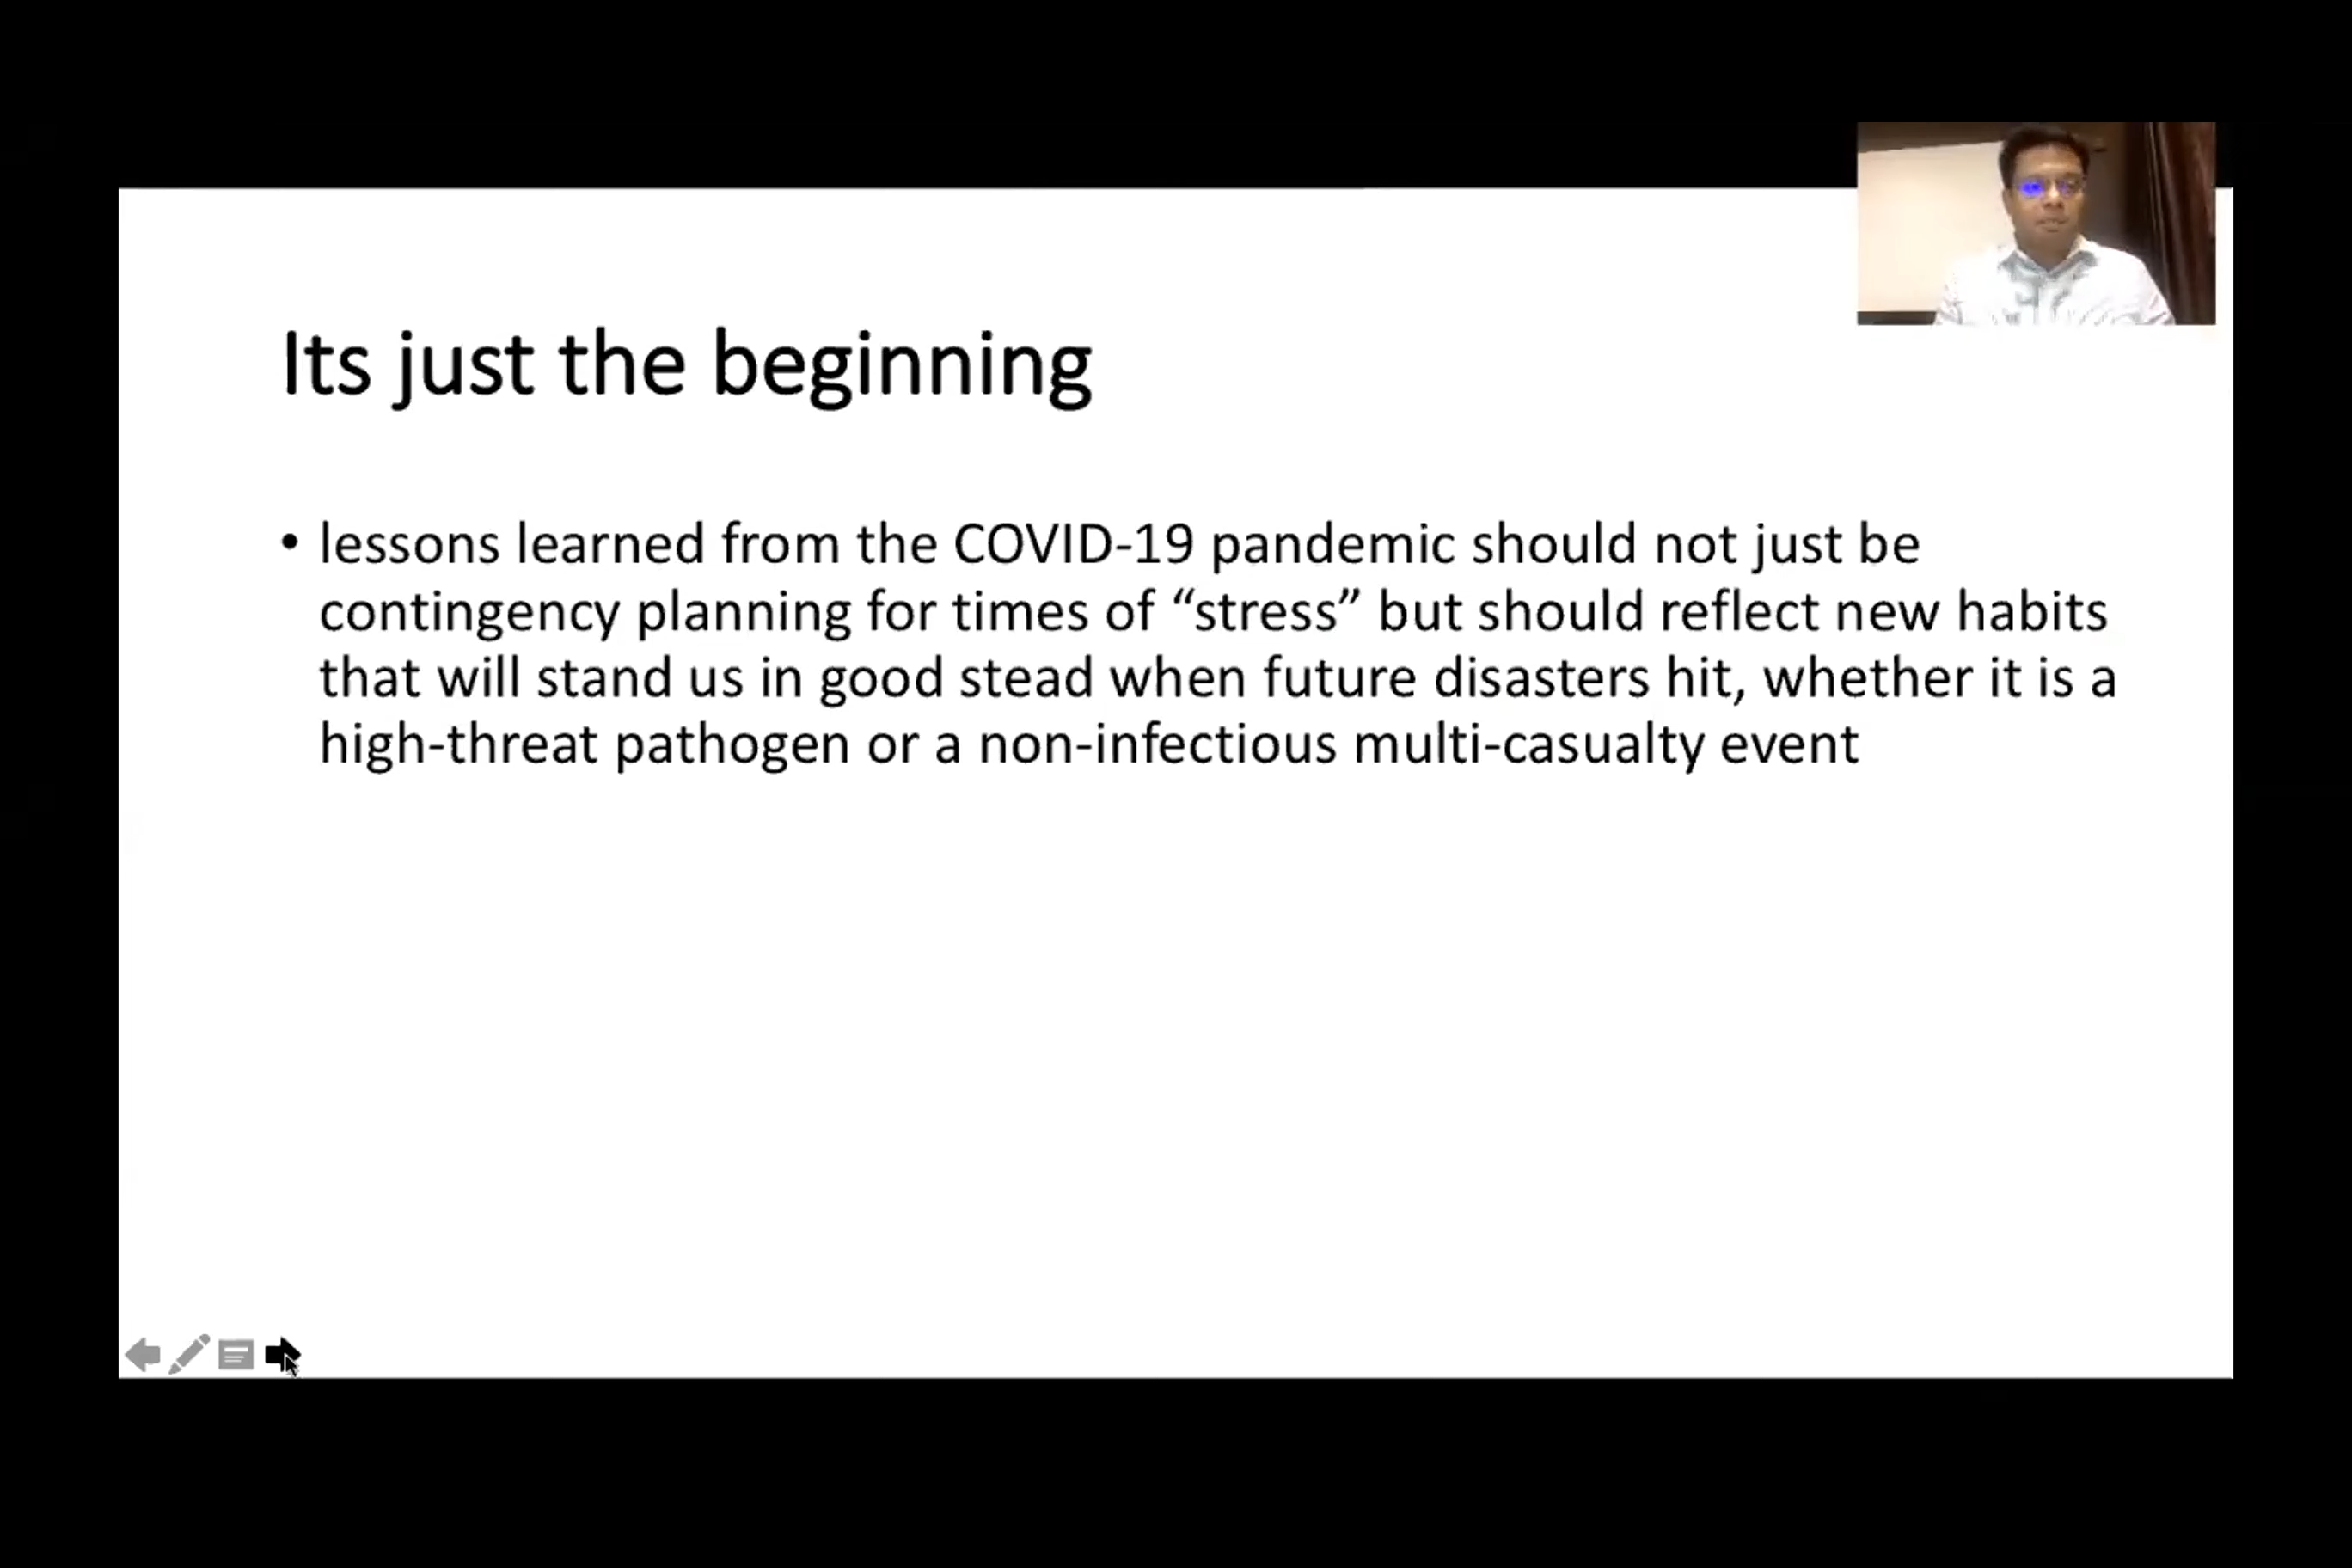 Its just the beginning
• lessons learned from the COVID-19 pandemic should not just be
contingency planning for times of “stress” but should reflect new habits
that will stand us in good stead when future disasters hit, whether it is a
high-threat pathogen or a non-infectious multi-casualty event